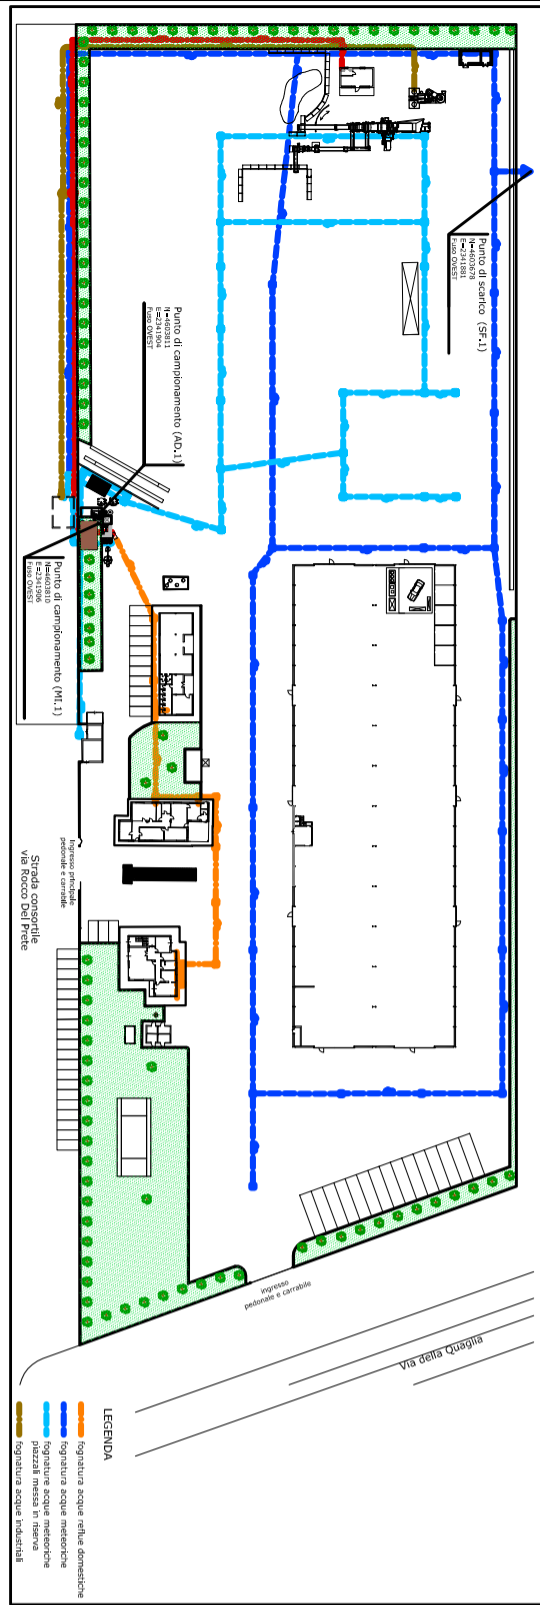 Punto di scarico (SF.1)
N=4603678
E=2341881
Fuso OVEST
Punto di campionamento (AD.1)
N=4603811
E=2341904
Fuso OVEST
Punto di campionamento (MI.1)
N=4603810
E=2341906
Fuso OVEST
Ingresso principale
pedonale e carrabile
Strada consortile
via Rocco Del Prete
ingresso
pedonale e carrabile
Via della Quaglia
LEGENDA
fognatura acque reflue domestiche
fognatura acque meteoriche
fognature acque meteoriche
piazzali messa in riserva
fognatura acque industriali